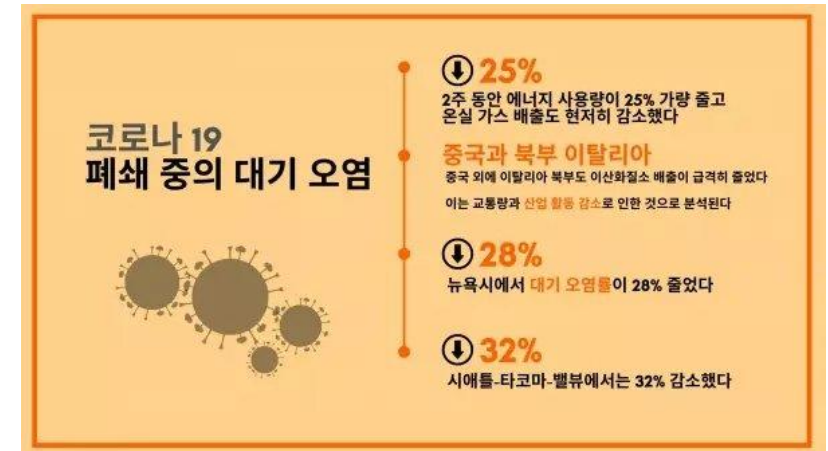 코로나 19
폐쇄 중의 대기 오염
25%
2주 동안 에너지 사용량이 25% 가량 줄고
온실 가스 배출도 현저히 감소했다
중국과 북부 이탈리아
중국 외에 이탈리아 북부도 이산화질소 배출이 급격히 줄었다
이는 교통량과 산업 활동 감소로 인한 것으로 분석된다
28%
뉴욕시에서 대기 오염률이 28% 줄었다
32%
시애틀-타코마-밸뷰에서는 32% 감소했다